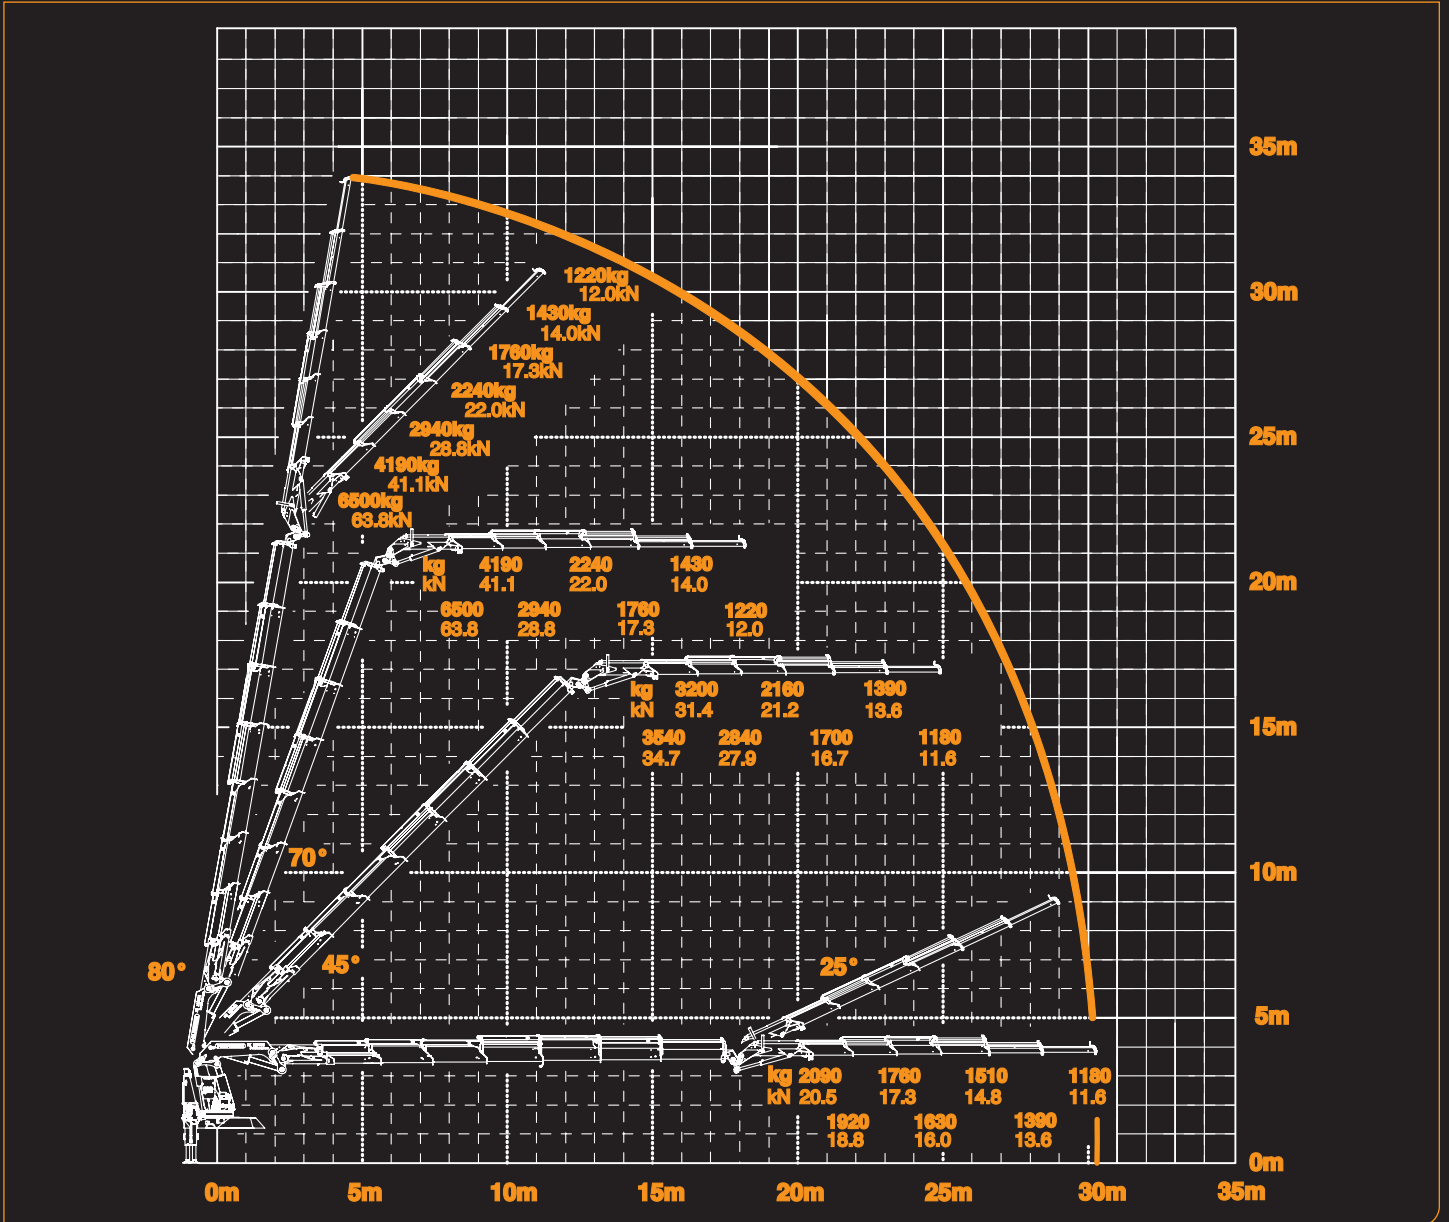 35m
30m
1220kg
12.0kN
1430kg
14.0kN
1760kg
17.3kN
2240kg
22.0kN
25m
2940kg
28.8kN
4190kg
41.1kN
6500kg
63.8kN
kg 4190 2240 1430
kN 41.1 22.0 14.0
20m
6500 2940 1760 1220
63.8 28.8 17.3 12.0
kg 3200 2160 1390
kN 31.4 21.2 13.6
15m
3540 2840 1700 1180
34.7 27.9 16.7 11.6
70°
10m
80° 45° 25°
5m
kg 2090 1760 1510 1180
kN 20.5 17.3 14.8 11.6
1920 1630 1390
18.8 16.0 13.6
0m
0m 5m 10m 15m 20m 25m 30m 35m